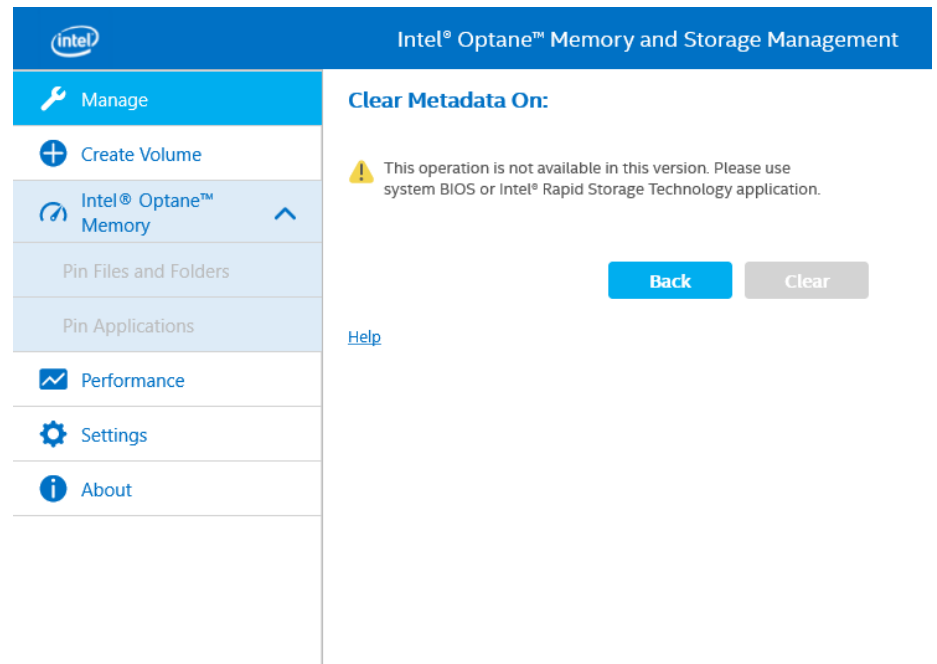 intel
Intel® Optane™ Memory and Storage Management
Manage
Create Volume
Intel® Optane™
Memory
Pin Files and Folders
Pin Applications
Performance
Settings
About
Clear Metadata On:
This operation is not available in this version. Please use
system BIOS or Intel® Rapid Storage Technology application.
Back
Clear
Help